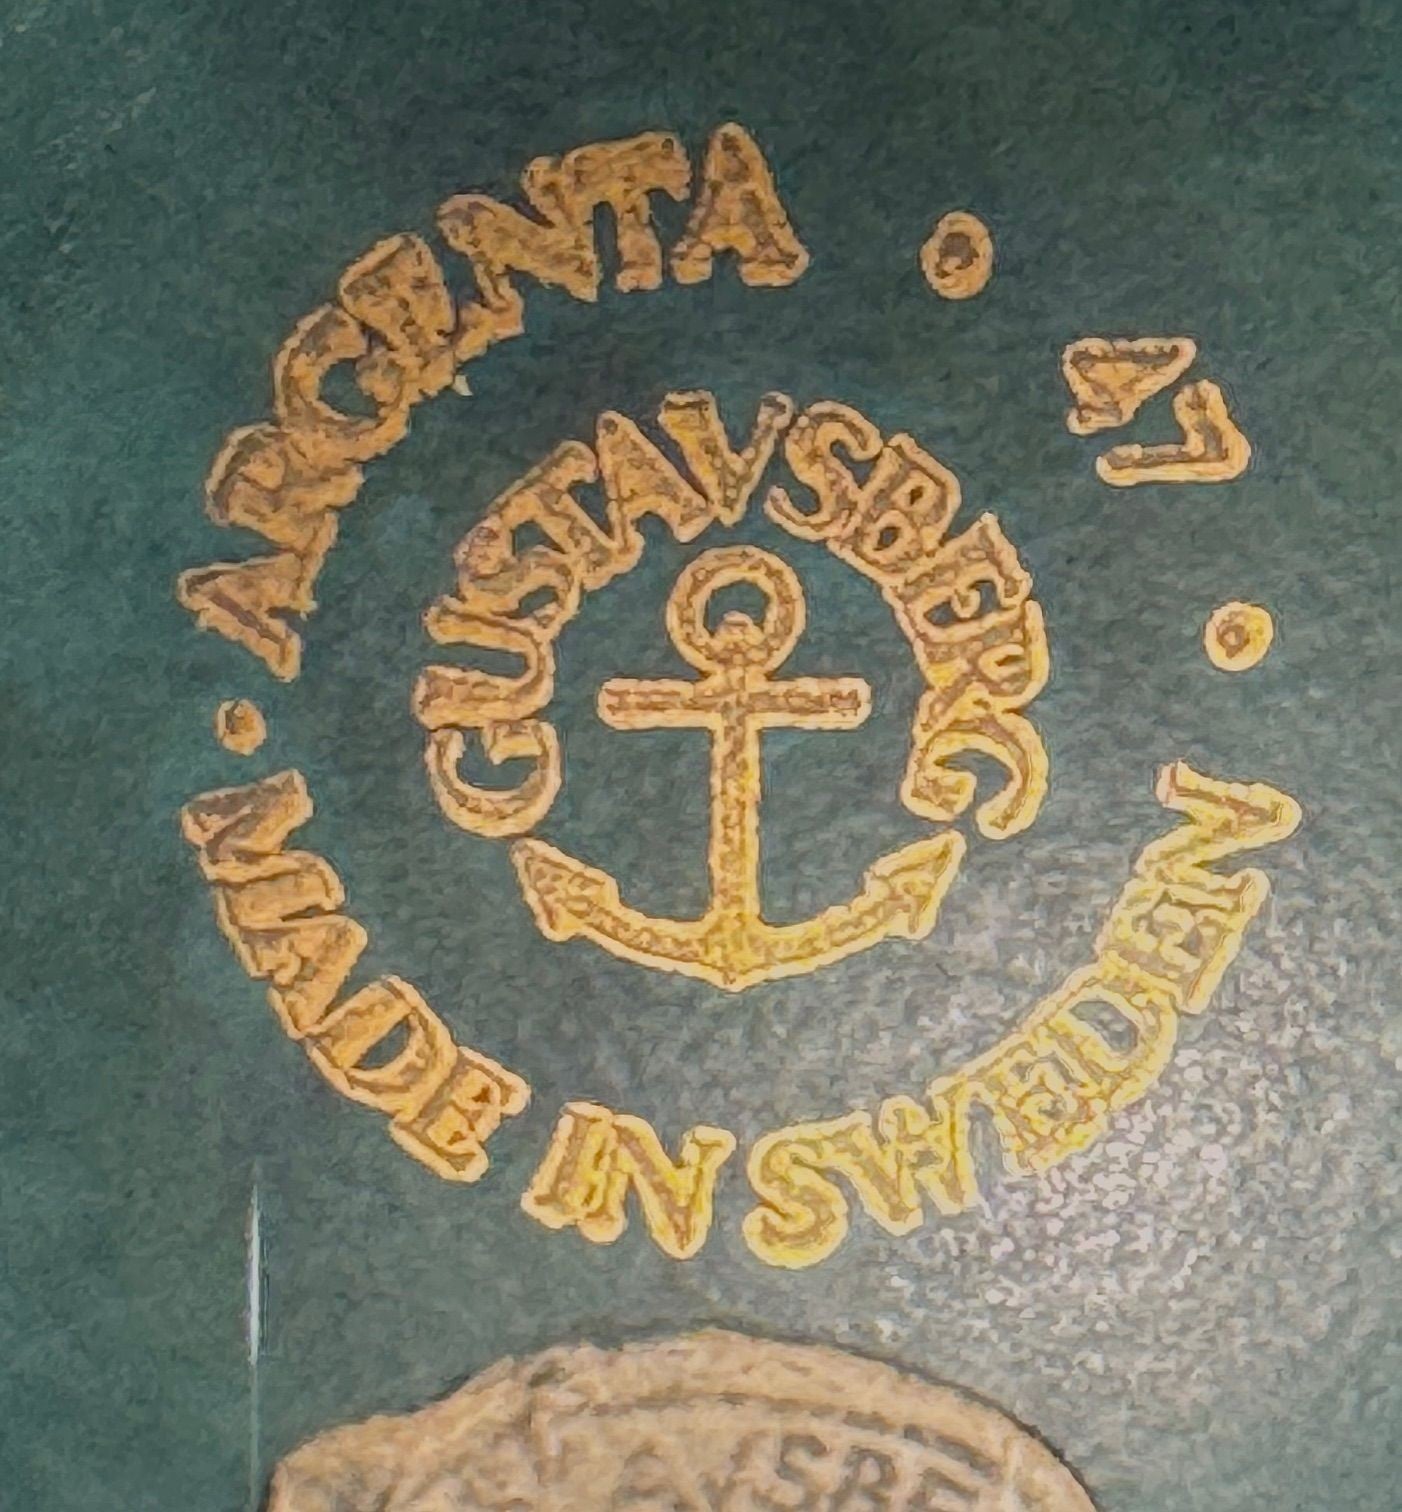 ARGENTA · 47 ·
GUSTAVSBERG
· MADE IN SWEDEN